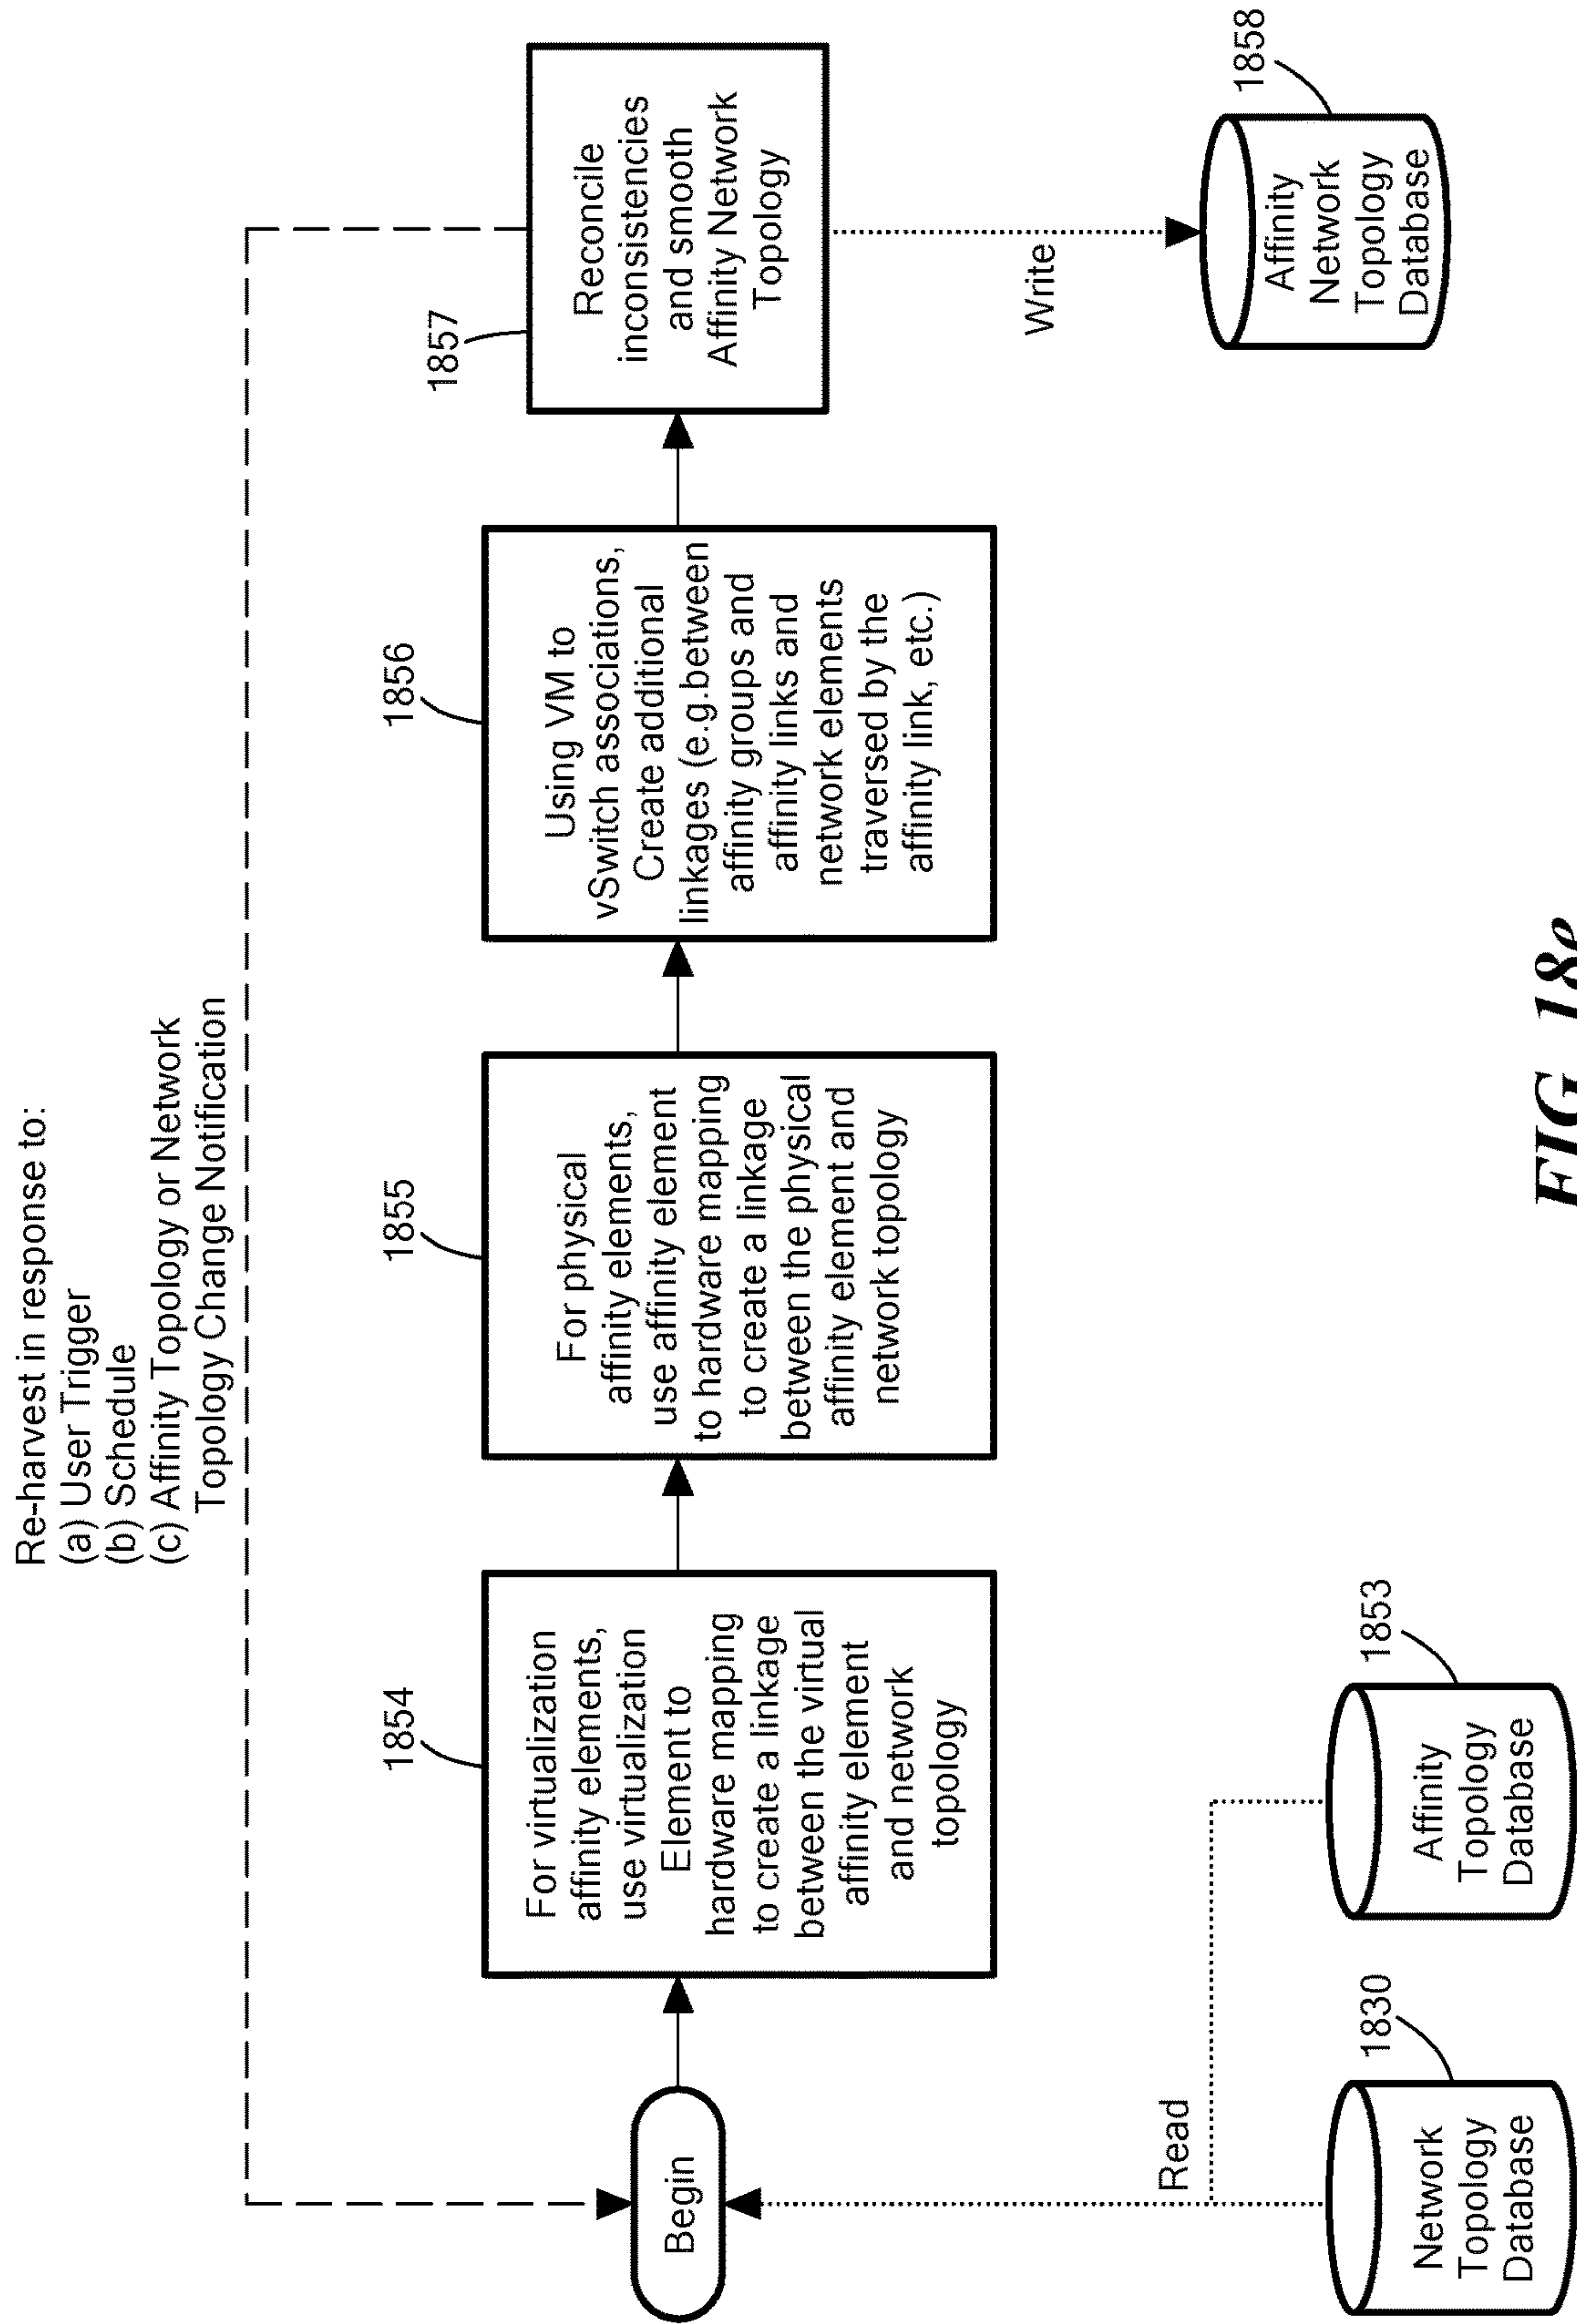 Re-harvest in response to:
(a) User Trigger
(b) Schedule
(c) Affinity Topology or Network
Topology Change Notification
Begin
1854
For virtualization
affinity elements,
use virtualization
Element to
hardware mapping
to create a linkage
between the virtual
affinity element
and network
topology
1855
For physical
affinity elements,
use affinity element
to hardware mapping
to create a linkage
between the physical
affinity element and
network topology
1856
Using VM to
vSwitch associations,
Create additional
linkages (e.g.between
affinity groups and
affinity links and
network elements
traversed by the
affinity link, etc.)
1857
Reconcile
inconsistencies
and smooth
Affinity Network
Topology
Read
Write
1830
Network
Topology
Database
1853
Affinity
Topology
Database
1858
Affinity
Network
Topology
Database
FIG. 18e